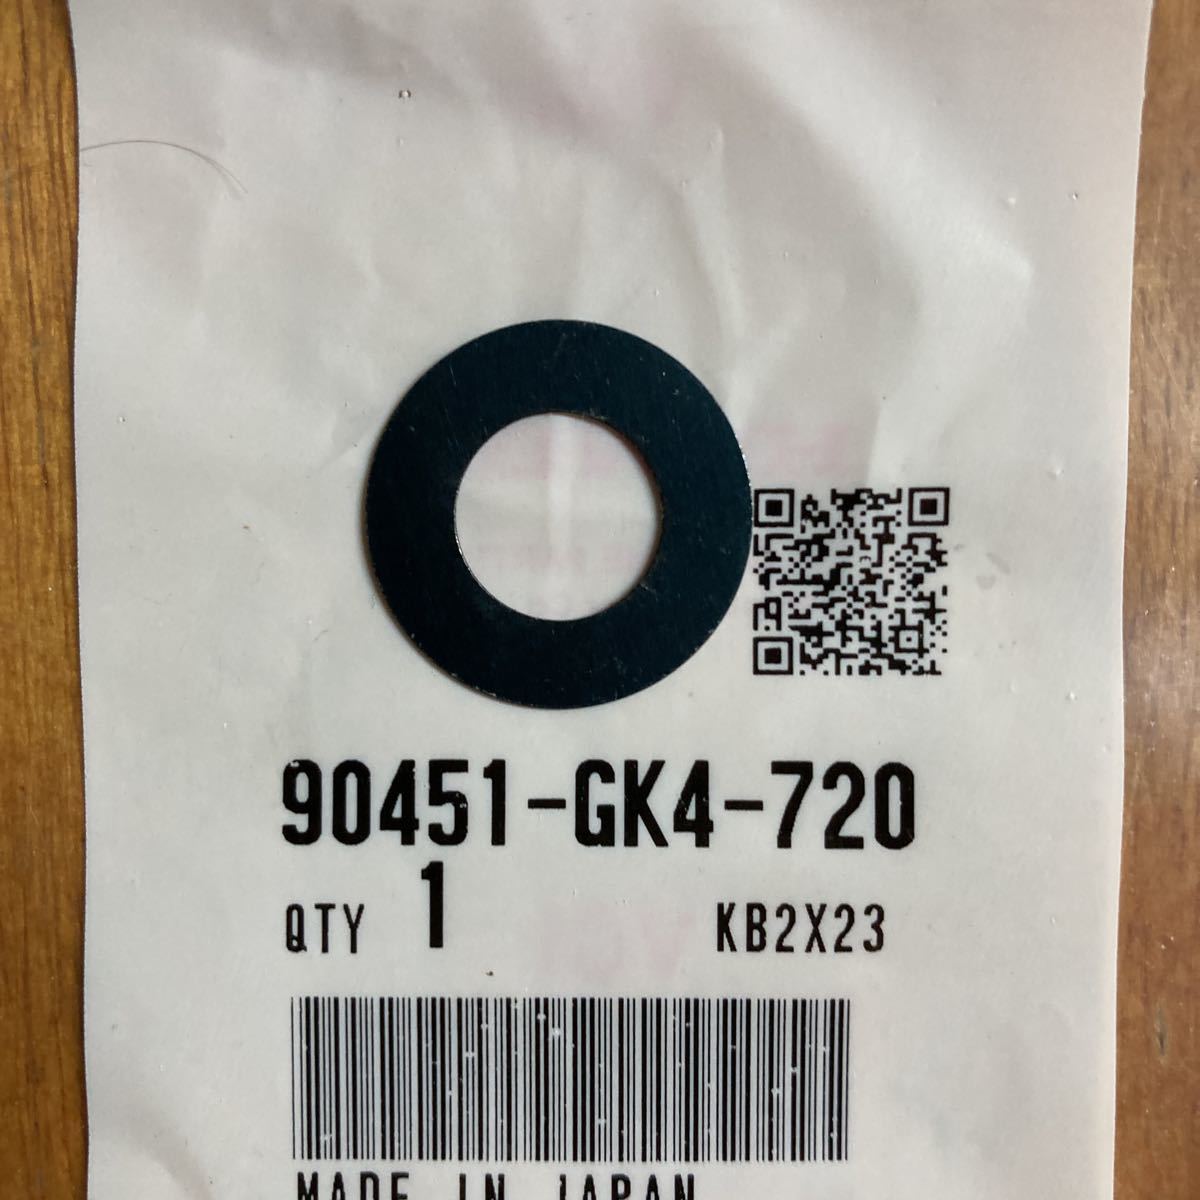 90451-GK4-720
QTY 1 KB2X23
MADE IN JAPAN